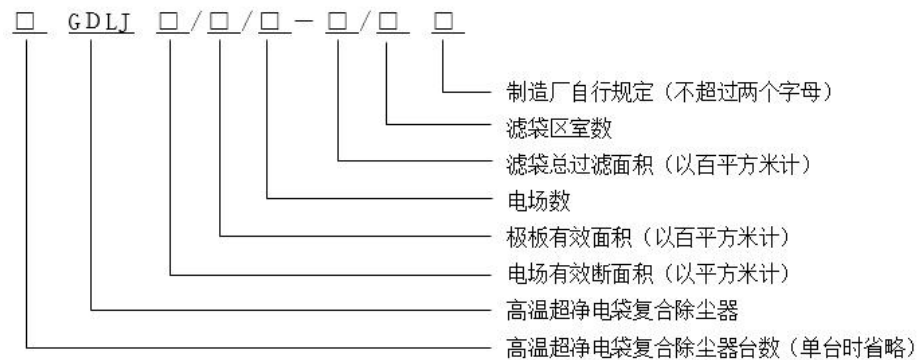 □ GDLJ □/□/□-□/□ □
制造厂自行规定（不超过两个字母）
滤袋区室数
滤袋总过滤面积（以百平方米计）
电场数
极板有效面积（以百平方米计）
电场有效断面积（以平方米计）
高温超净电袋复合除尘器
高温超净电袋复合除尘器台数（单台时省略）